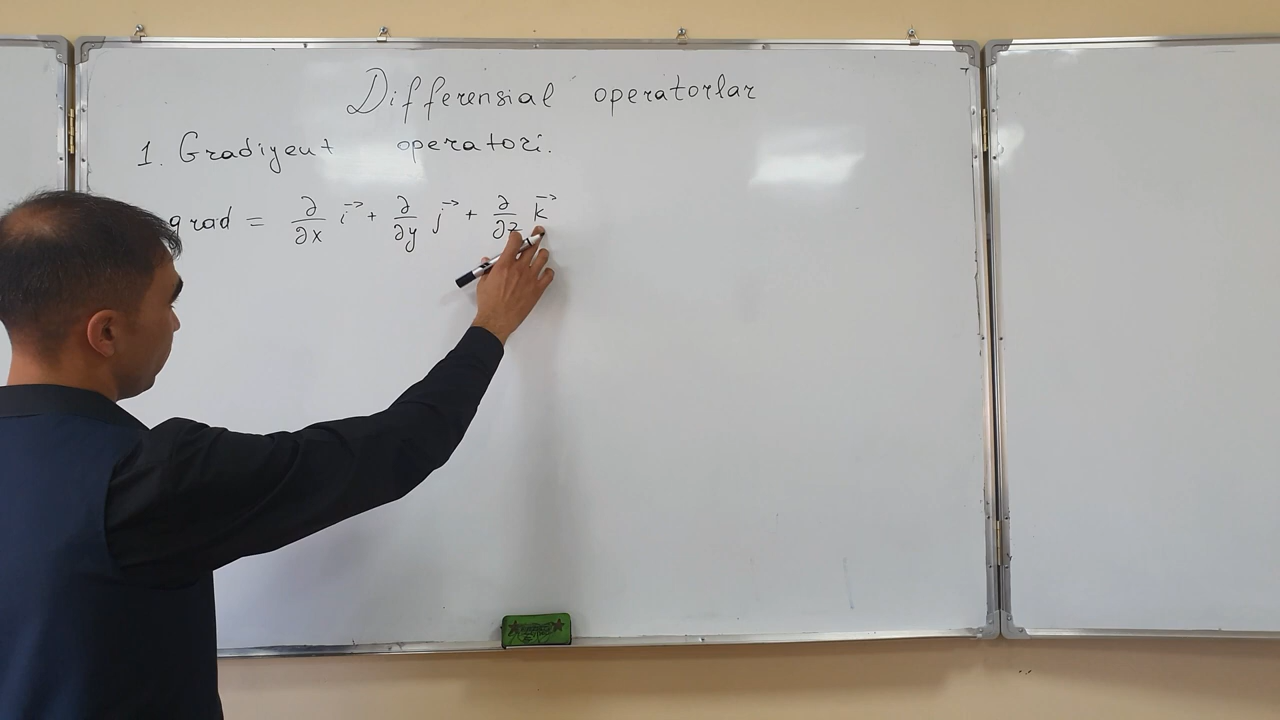 Differensial operatorlar
1. Gradiyent operatori.
grad = ∂/∂x i⃗ + ∂/∂y j⃗ + ∂/∂z k⃗